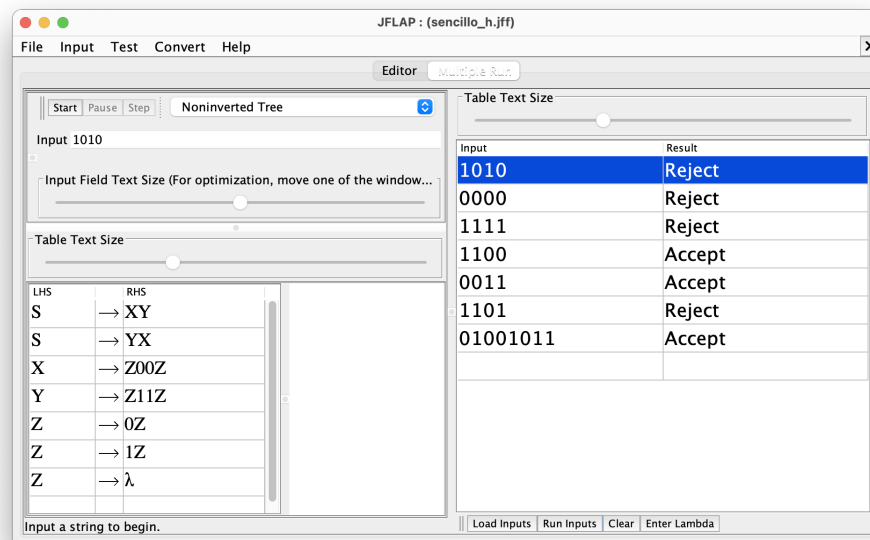 JFLAP : (sencillo_h.jff)
File Input Test Convert Help
Editor Multiple Run
Start Pause Step Noninverted Tree
Input 1010
Input Field Text Size (For optimization, move one of the window...
Table Text Size
LHS RHS
S → XY
S → YX
X → Z00Z
Y → Z11Z
Z → 0Z
Z → 1Z
Z → λ
Input a string to begin.
Table Text Size
Input Result
1010 Reject
0000 Reject
1111 Reject
1100 Accept
0011 Accept
1101 Reject
01001011 Accept
Load Inputs Run Inputs Clear Enter Lambda